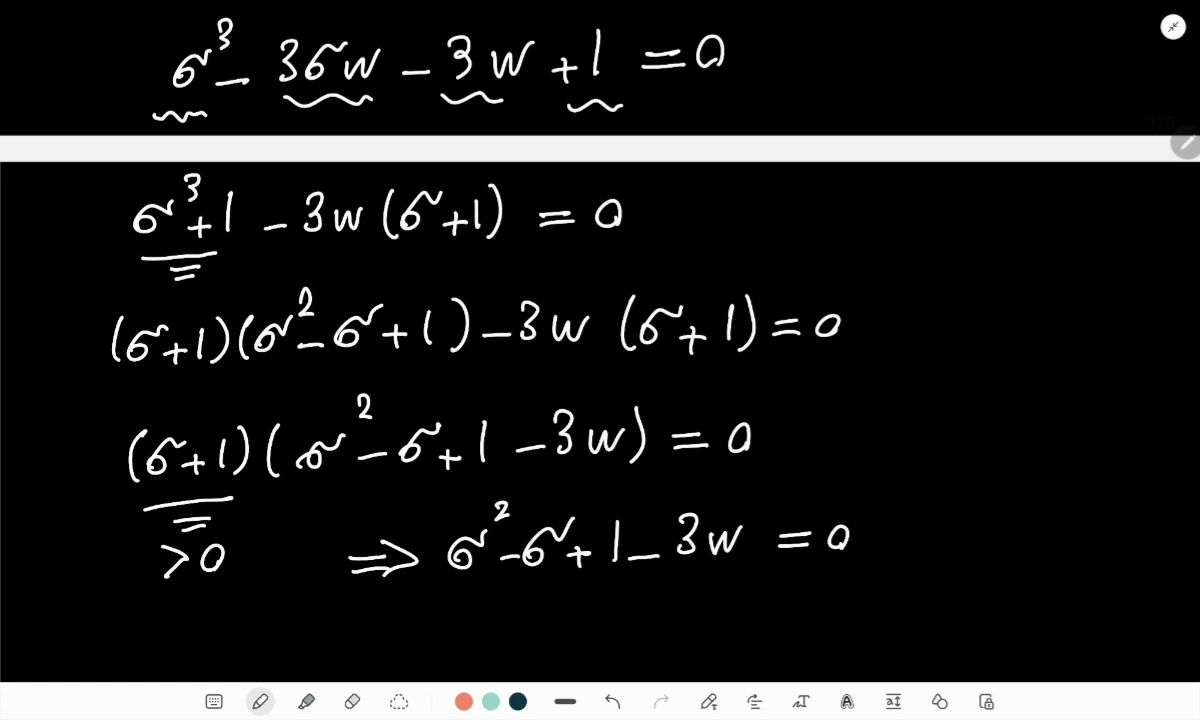 σ³ - 3σw - 3w + 1 = 0
σ³ + 1 - 3w (σ + 1) = 0
(σ + 1)(σ² - σ + 1) - 3w (σ + 1) = 0
(σ + 1)(σ² - σ + 1 - 3w) = 0
> 0 ⇒ σ² - σ + 1 - 3w = 0